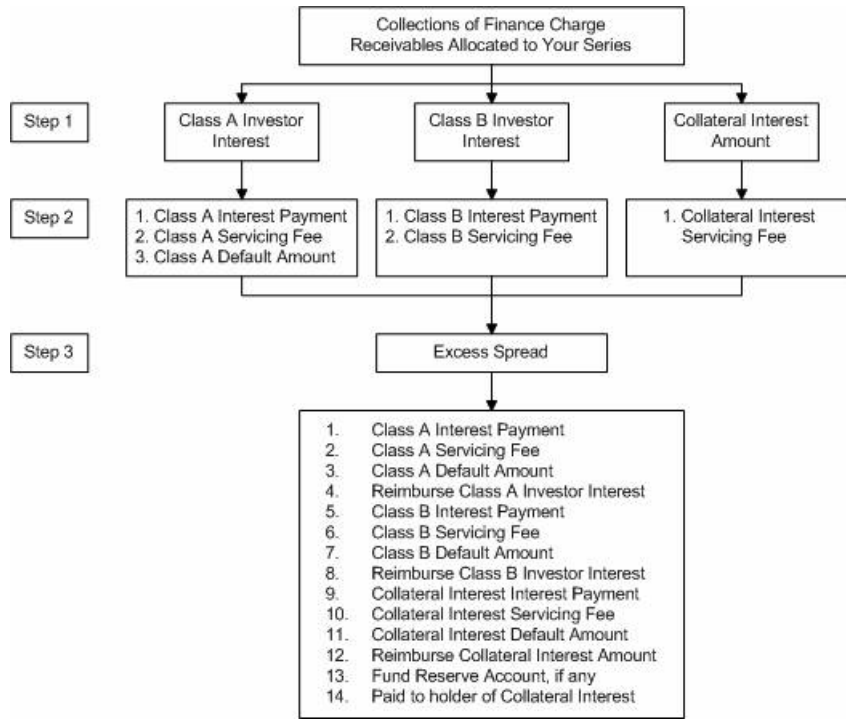 Collections of Finance Charge
Receivables Allocated to Your Series
Step 1
Class A Investor
Interest
Class B Investor
Interest
Collateral Interest
Amount
Step 2
1. Class A Interest Payment
2. Class A Servicing Fee
3. Class A Default Amount
1. Class B Interest Payment
2. Class B Servicing Fee
1. Collateral Interest
Servicing Fee
Step 3
Excess Spread
1. Class A Interest Payment
2. Class A Servicing Fee
3. Class A Default Amount
4. Reimburse Class A Investor Interest
5. Class B Interest Payment
6. Class B Servicing Fee
7. Class B Default Amount
8. Reimburse Class B Investor Interest
9. Collateral Interest Interest Payment
10. Collateral Interest Servicing Fee
11. Collateral Interest Default Amount
12. Reimburse Collateral Interest Amount
13. Fund Reserve Account, if any
14. Paid to holder of Collateral Interest